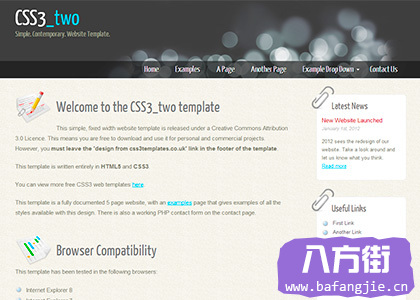 CSS3_two
Simple. Contemporary. Website Template.
Home Examples A Page Another Page Example Drop Down Contact Us
Welcome to the CSS3_two template
This simple, fixed width website template is released under a Creative Commons Attribution
3.0 Licence. This means you are free to download and use it for personal and commercial projects.
However, you must leave the 'design from css3templates.co.uk' link in the footer of the template.
This template is written entirely in HTML5 and CSS3
You can view more free CSS3 web templates here
This template is a fully documented 5 page website, with an examples page that gives examples of all the
styles available with this design. There is also a working PHP contact form on the contact page.
Browser Compatibility
This template has been tested in the following browsers:
Internet Explorer 8
Latest News
New Website Launched
January 1st, 2012
2012 sees the redesign of our
website. Take a look around and
let us know what you think.
Read more
Useful Links
First Link
Another Link
八方街
www.bafangjie.cn